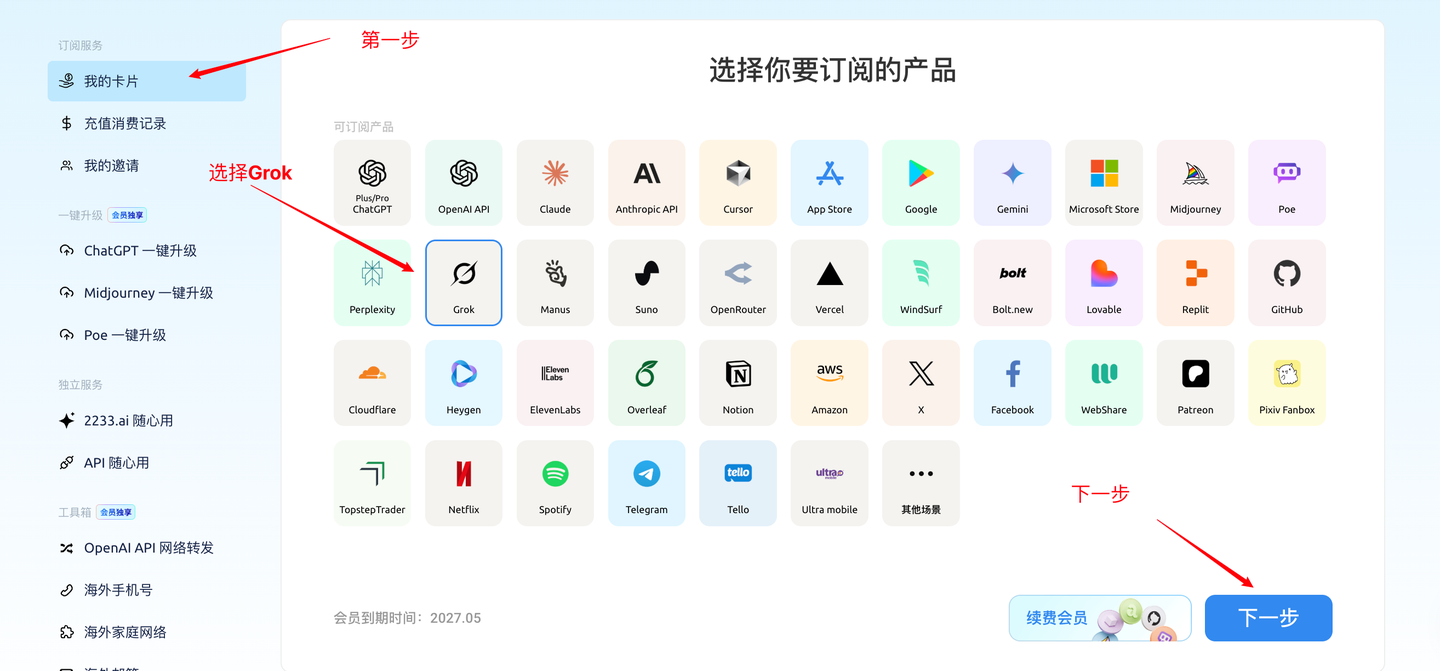 订阅服务
我的卡片
充值消费记录
我的邀请
一键升级 会员独享
ChatGPT 一键升级
Midjourney 一键升级
Poe 一键升级
独立服务
2233.ai 随心用
API 随心用
工具箱 会员独享
OpenAI API 网络转发
海外手机号
海外家庭网络
第一步
选择Grok
选择你要订阅的产品
可订阅产品
Plus/Pro
ChatGPT
OpenAI API
Claude
Anthropic API
Cursor
App Store
Google
Gemini
Microsoft Store
Midjourney
Poe
Perplexity
Grok
Manus
Suno
OpenRouter
Vercel
WindSurf
bolt
Bolt.new
Lovable
Replit
GitHub
Cloudflare
Heygen
IIEleven
Labs
ElevenLabs
Overleaf
Notion
aws
Amazon
X
Facebook
WebShare
Patreon
Pixiv Fanbox
TopstepTrader
Netflix
Spotify
Telegram
tello
Tello
ultra
mobile
Ultra mobile
其他场景
下一步
会员到期时间：2027.05
续费会员
下一步